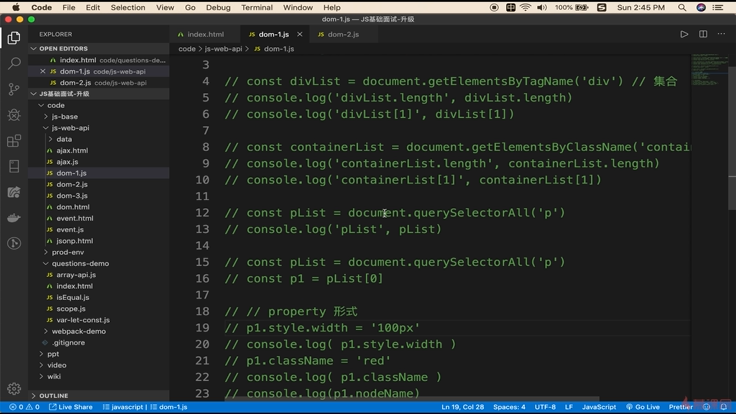 Code File Edit Selection View Go Debug Terminal Window Help 100% Sun 2:45 PM
dom-1.js — JS基础面试-升级
EXPLORER
OPEN EDITORS
index.html code/questions-de...
dom-1.js code/js-web-api
dom-2.js code/js-web-api
JS基础面试-升级
code
js-base
js-web-api
data
ajax.html
ajax.js
dom-1.js
dom-2.js
dom-3.js
dom.html
event.html
event.js
jsonp.html
prod-env
questions-demo
array-api.js
index.html
isEqual.js
scope.js
var-let-const.js
webpack-demo
.gitignore
ppt
video
wiki
OUTLINE
index.html dom-1.js dom-2.js
code js-web-api dom-1.js
3
4 // const divList = document.getElementsByTagName('div') // 集合
5 // console.log('divList.length', divList.length)
6 // console.log('divList[1]', divList[1])
7
8 // const containerList = document.getElementsByClassName('contai
9 // console.log('containerList.length', containerList.length)
10 // console.log('containerList[1]', containerList[1])
11
12 // const pList = document.querySelectorAll('p')
13 // console.log('pList', pList)
14
15 // const pList = document.querySelectorAll('p')
16 // const p1 = pList[0]
17
18 // // property 形式
19 // p1.style.width = '100px'
20 // console.log( p1.style.width )
21 // p1.className = 'red'
22 // console.log( p1.className )
23 // console.log(p1.nodeName)
0 0 Live Share javascript dom-1.js Ln 19, Col 28 Spaces: 4 UTF-8 LF JavaScript Go Live Prettier